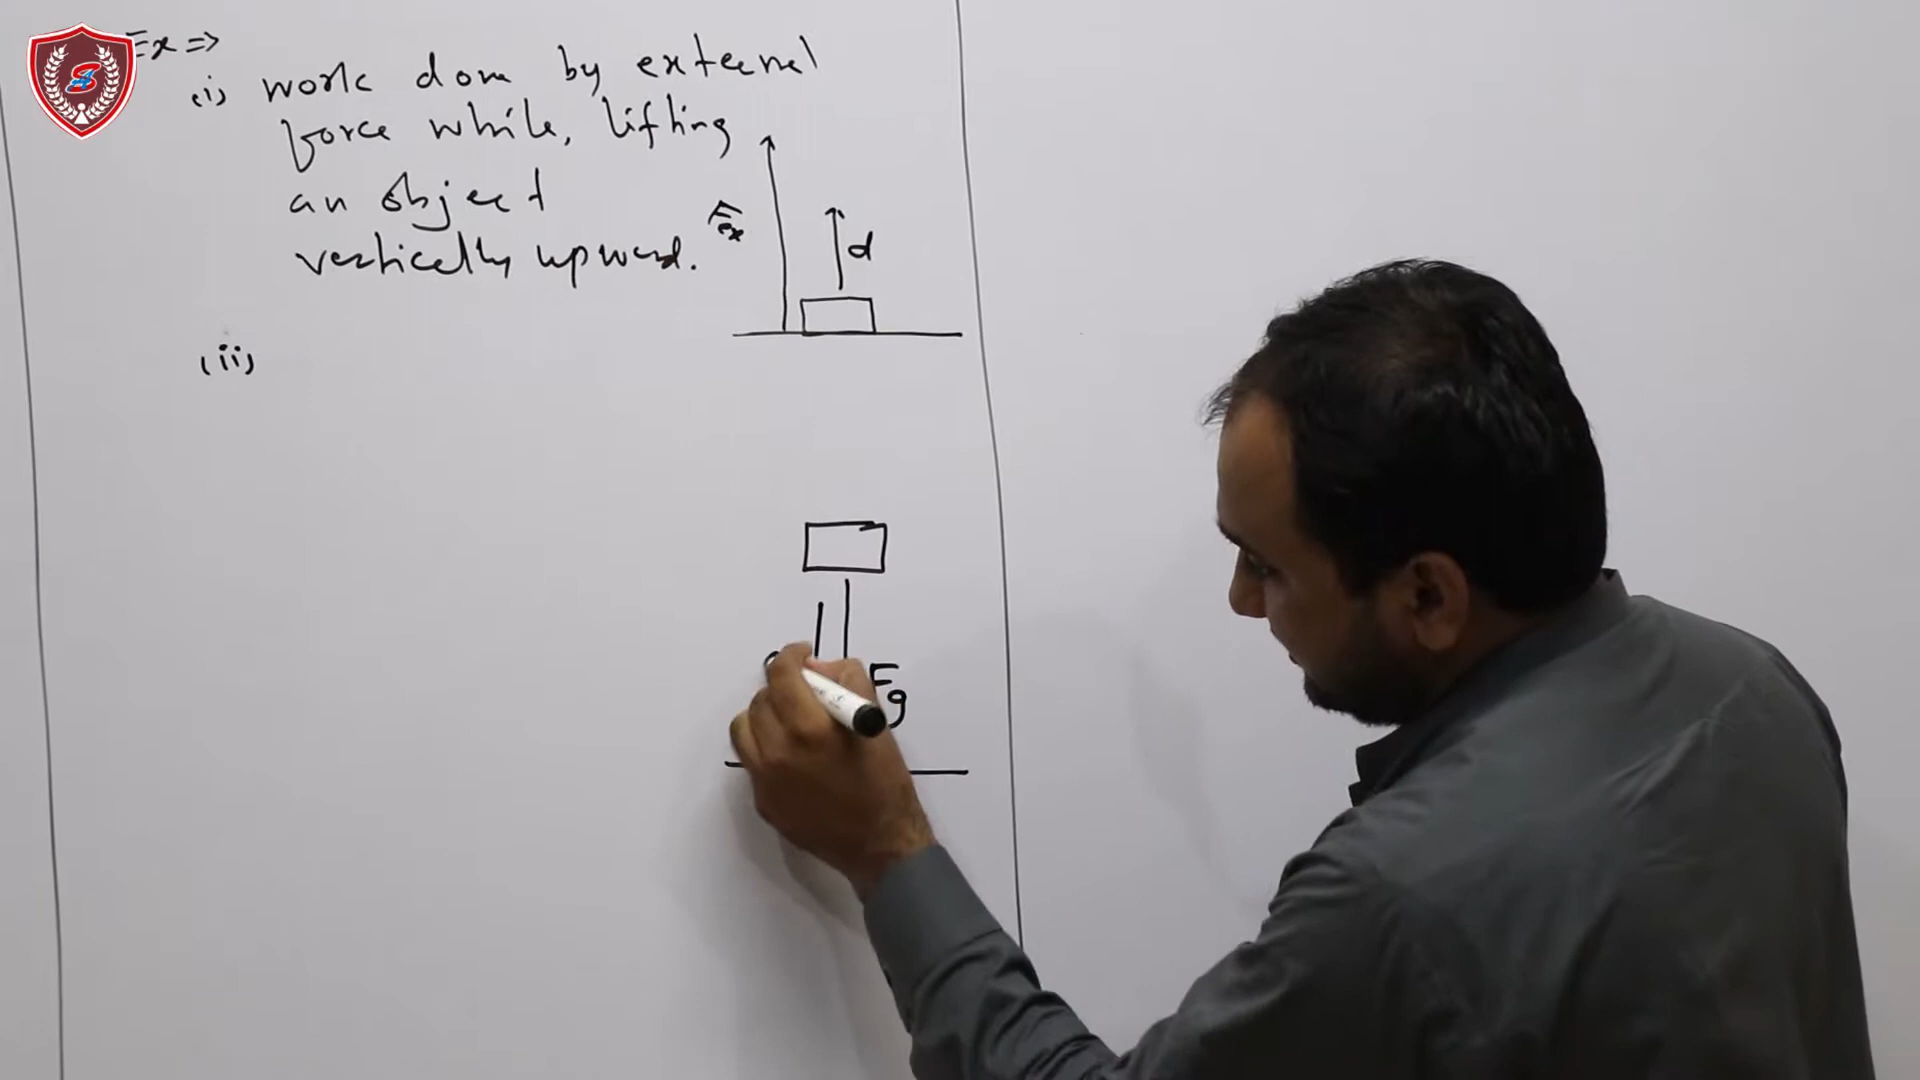 Ex ⇒
(i) work done by external
force while, lifting
an object
vertically upward.
Fex
d
(ii)
Fg